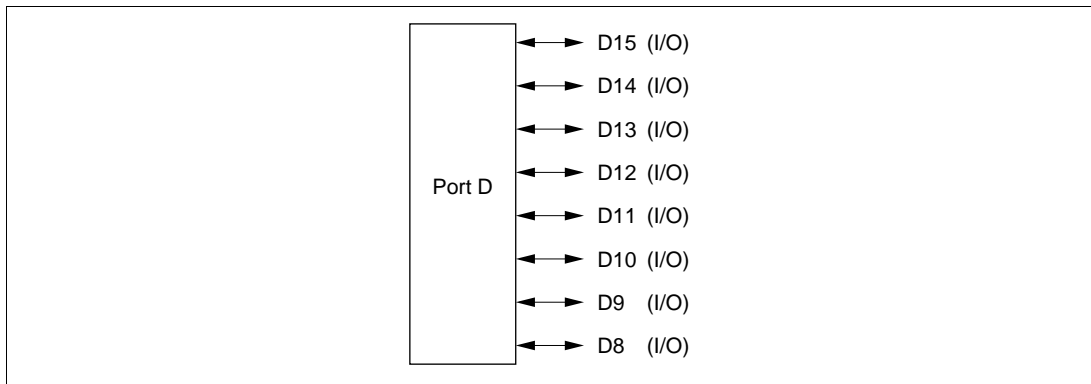 D15 (I/O)
D14 (I/O)
D13 (I/O)
D12 (I/O)
Port D
D11 (I/O)
D10 (I/O)
D9 (I/O)
D8 (I/O)